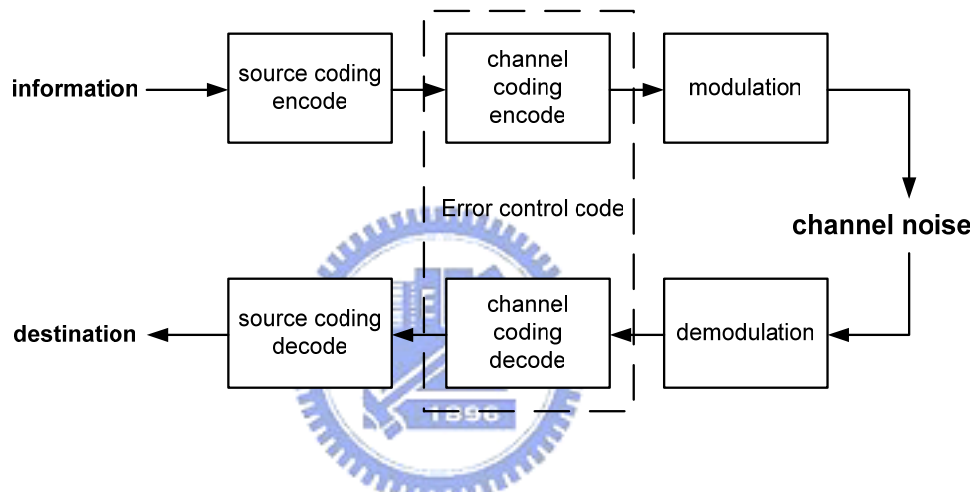 information
source coding
encode
channel
coding
encode
modulation
Error control code
channel noise
destination
source coding
decode
channel
coding
decode
demodulation
1896